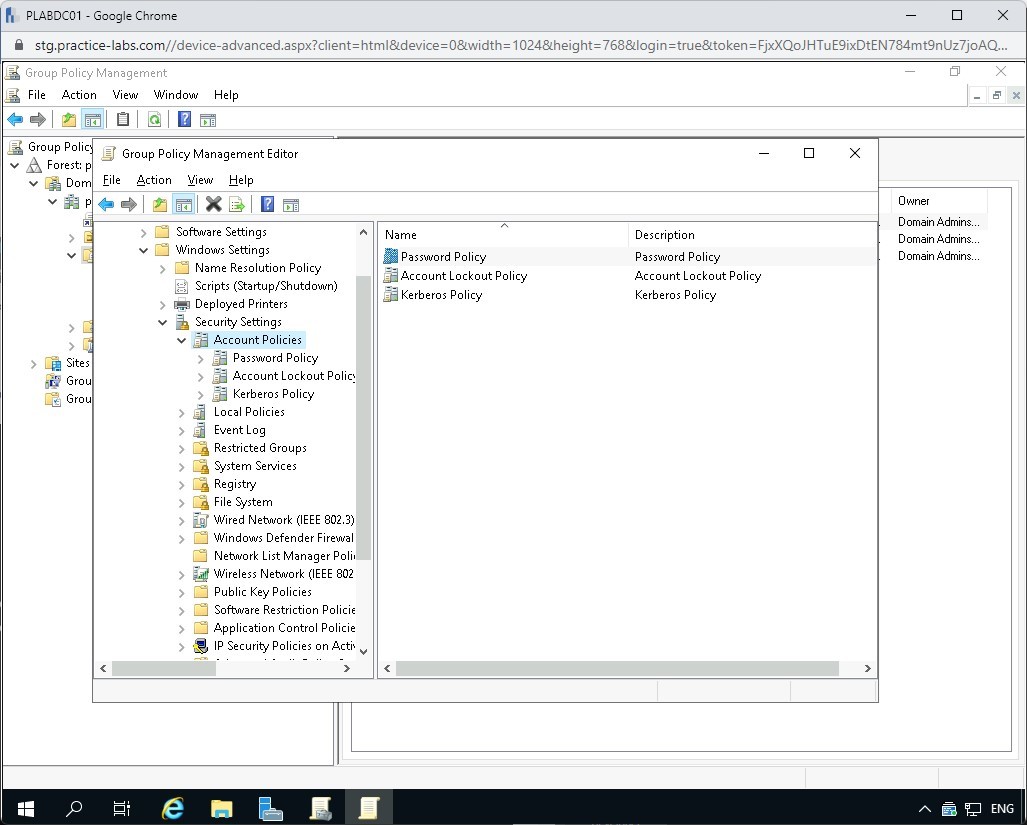 PLABDC01 - Google Chrome
stg.practice-labs.com//device-advanced.aspx?client=html&device=0&width=1024&height=768&login=true&token=FjxXQoJHTuE9ixDtEN784mt9nUz7joAQ...
Group Policy Management
File Action View Window Help
Group Policy
Forest: p
Dom
p
Sites
Grou
Grou
Group Policy Management Editor
File Action View Help
Software Settings
Windows Settings
Name Resolution Policy
Scripts (Startup/Shutdown)
Deployed Printers
Security Settings
Account Policies
Password Policy
Account Lockout Policy
Kerberos Policy
Local Policies
Event Log
Restricted Groups
System Services
Registry
File System
Wired Network (IEEE 802.3)
Windows Defender Firewal
Network List Manager Poli
Wireless Network (IEEE 802
Public Key Policies
Software Restriction Policie
Application Control Policie
IP Security Policies on Activ
Name Description
Password Policy Password Policy
Account Lockout Policy Account Lockout Policy
Kerberos Policy Kerberos Policy
Owner
Domain Admins...
Domain Admins...
Domain Admins...
ENG